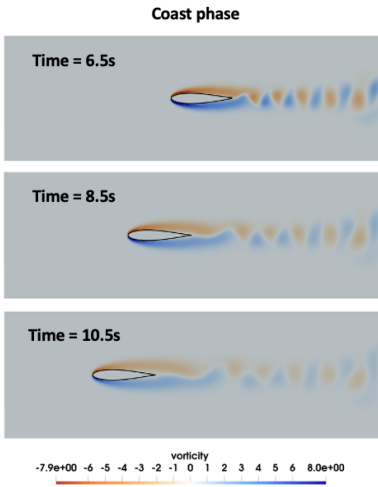 Coast phase
Time = 6.5s
Time = 8.5s
Time = 10.5s
vorticity
-7.9e+00 -6 -5 -4 -3 -2 -1 0 1 2 3 4 5 6 8.0e+00